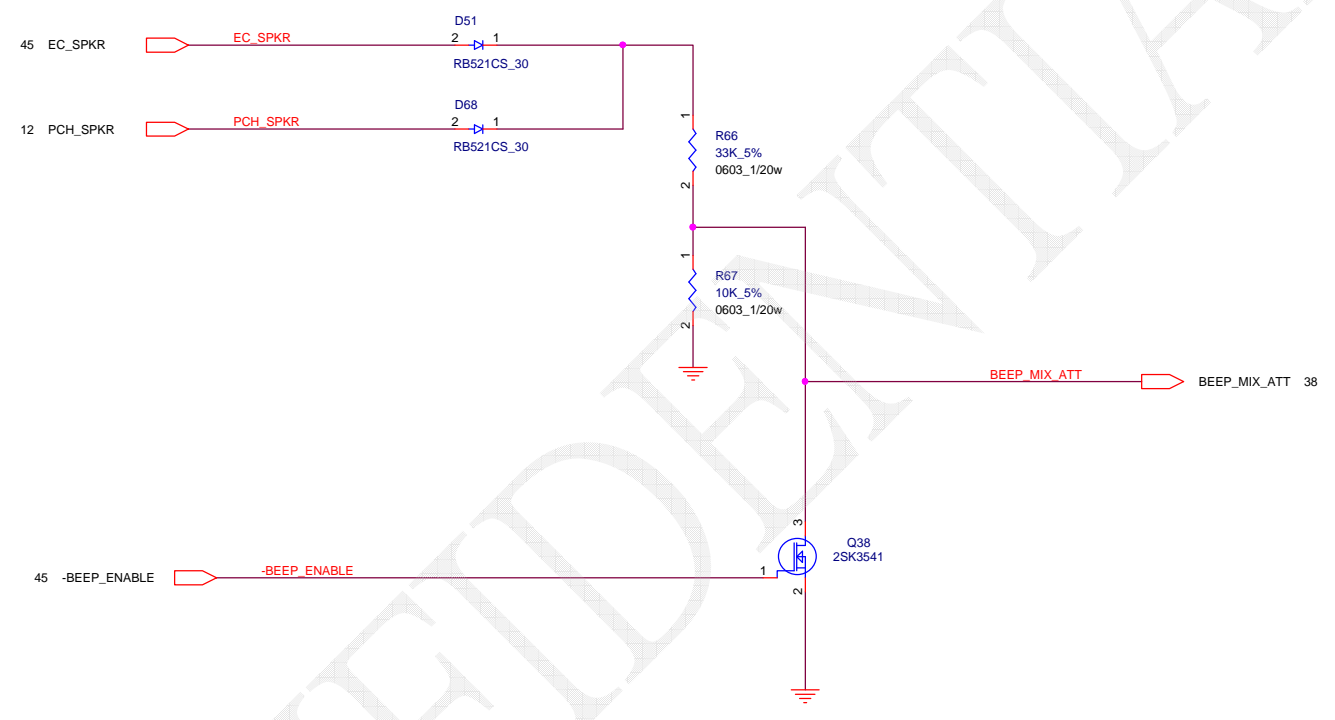 D51
45 EC_SPKR EC_SPKR 2 1
RB521CS_30
D68
12 PCH_SPKR PCH_SPKR 2 1
RB521CS_30
1
R66
33K_5%
0603_1/20w
2
1
R67
10K_5%
0603_1/20w
2
BEEP_MIX_ATT BEEP_MIX_ATT 38
3
Q38
2SK3541
45 -BEEP_ENABLE -BEEP_ENABLE 1
2